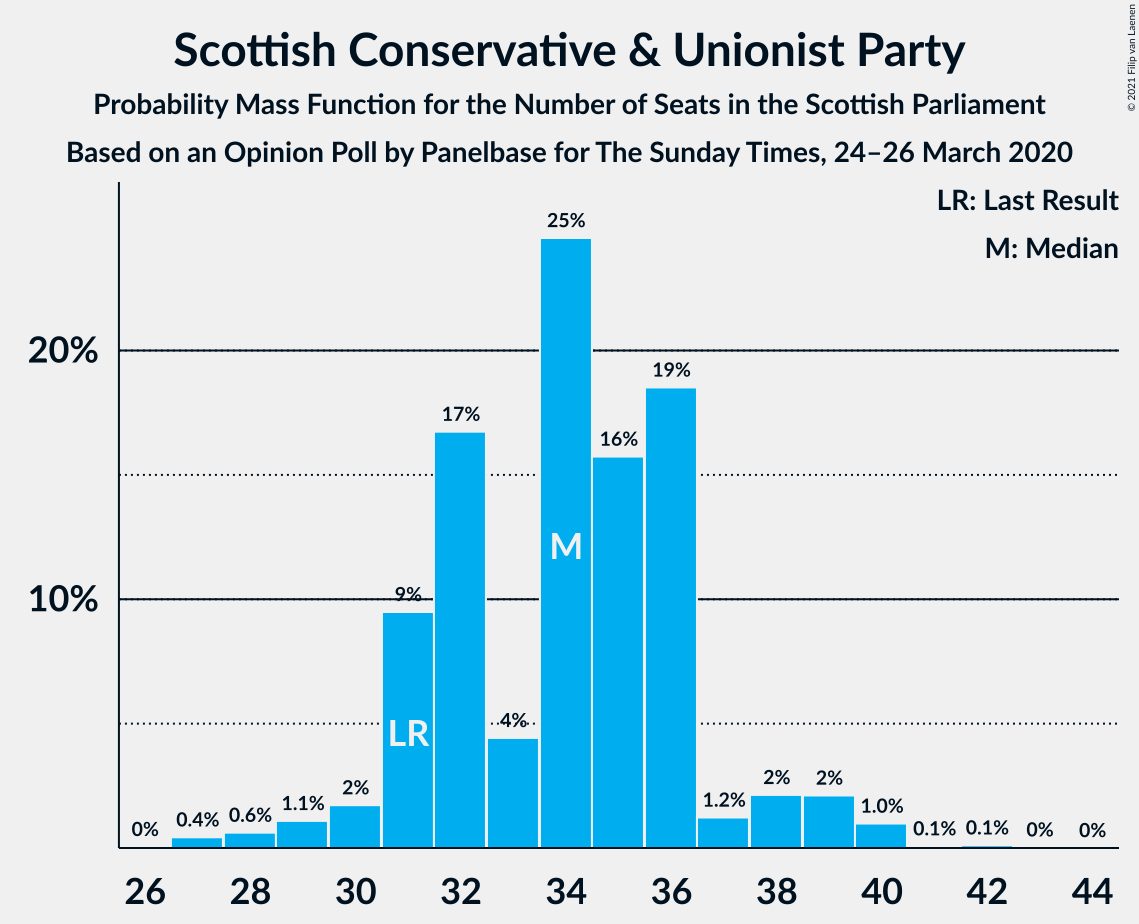 Scottish Conservative & Unionist Party
Probability Mass Function for the Number of Seats in the Scottish Parliament
Based on an Opinion Poll by Panelbase for The Sunday Times, 24–26 March 2020
© 2021 Filip van Laenen
LR: Last Result
M: Median
20%
10%
0% 0.4% 0.6% 1.1% 2% 9% 17% 4% 25% 16% 19% 1.2% 2% 2% 1.0% 0.1% 0.1% 0% 0%
LR M
26 28 30 32 34 36 38 40 42 44